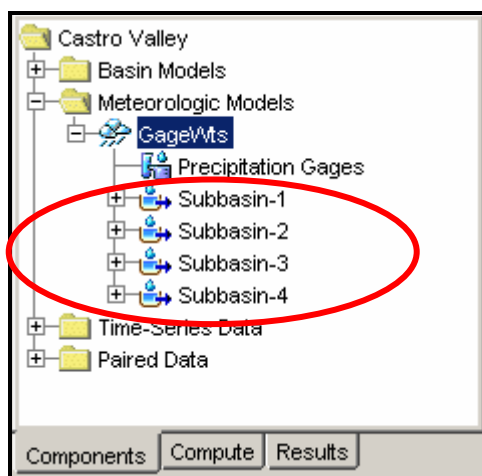 Castro Valley
Basin Models
Meteorologic Models
GageWts
Precipitation Gages
Subbasin-1
Subbasin-2
Subbasin-3
Subbasin-4
Time-Series Data
Paired Data
Components Compute Results